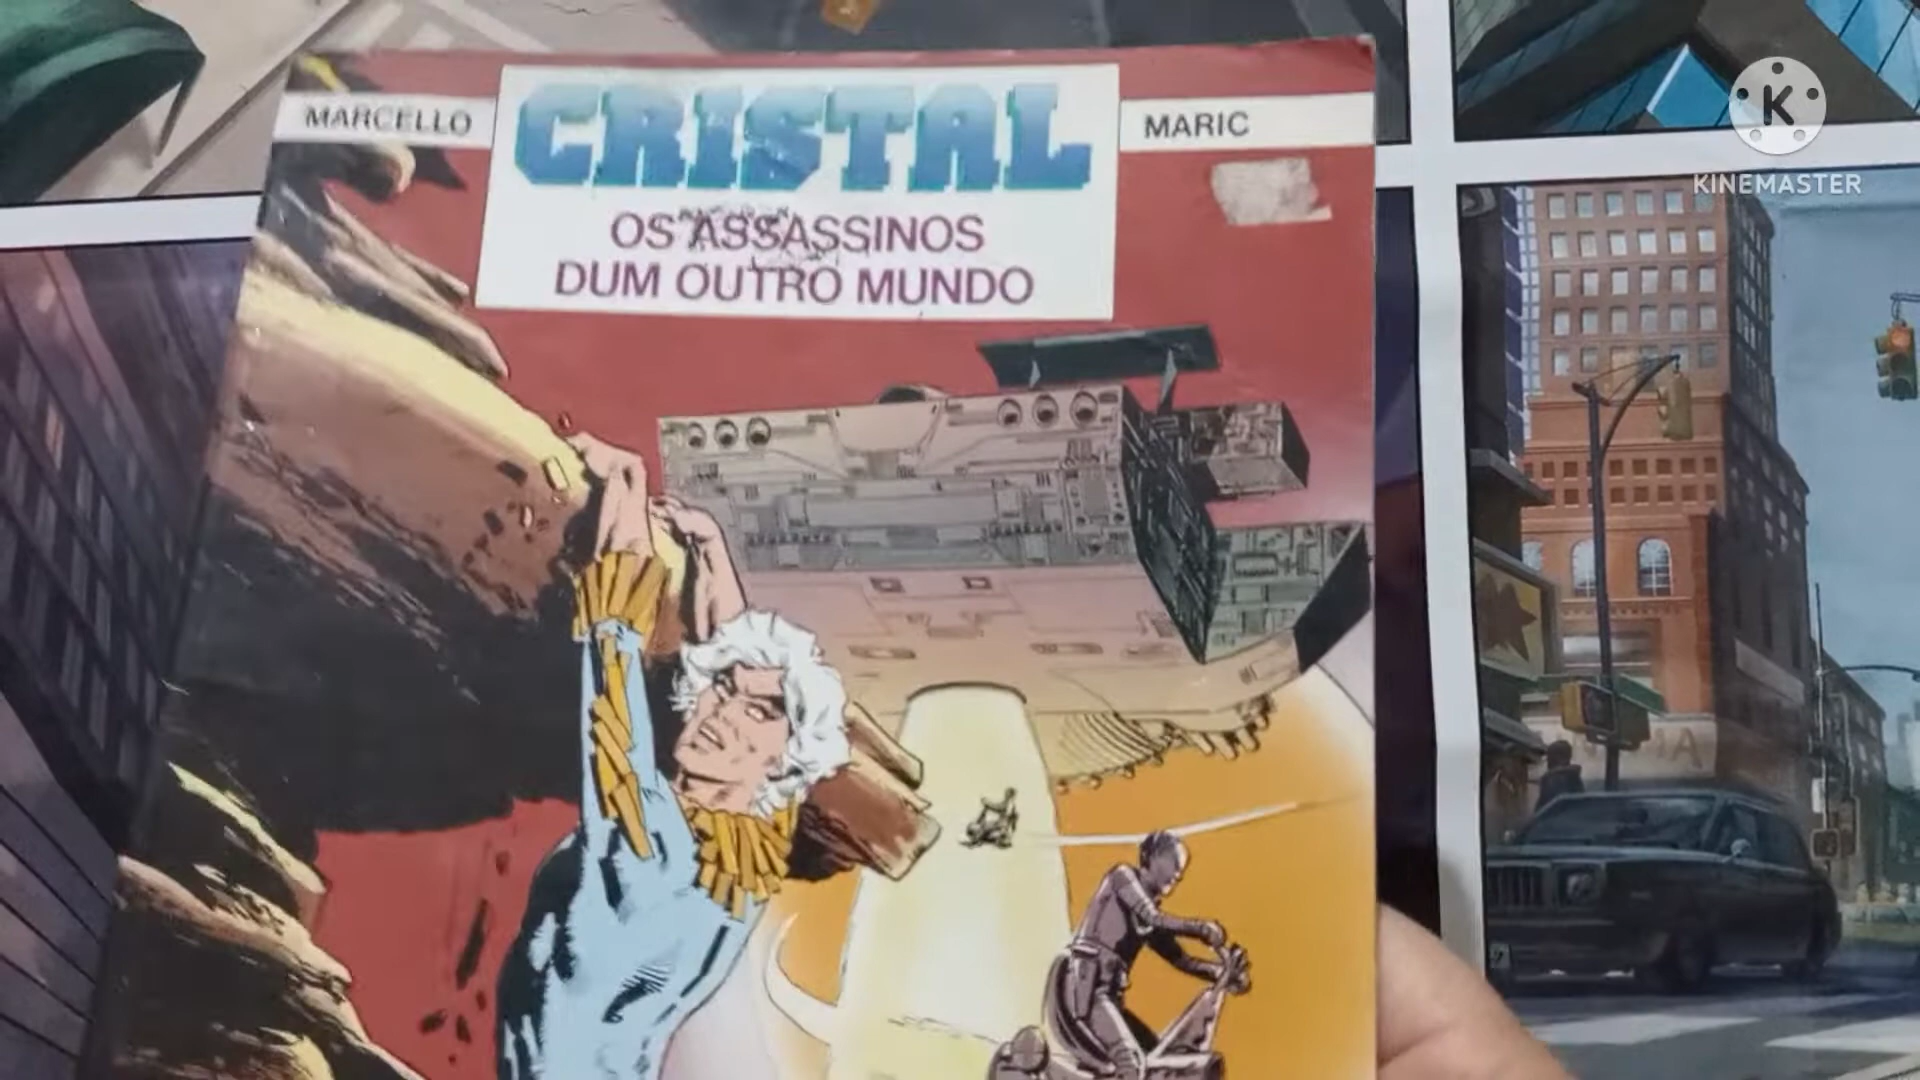 MARCELLO
CRISTAL
MARIC
OS ASSASSINOS
DUM OUTRO MUNDO
K
KINEMASTER